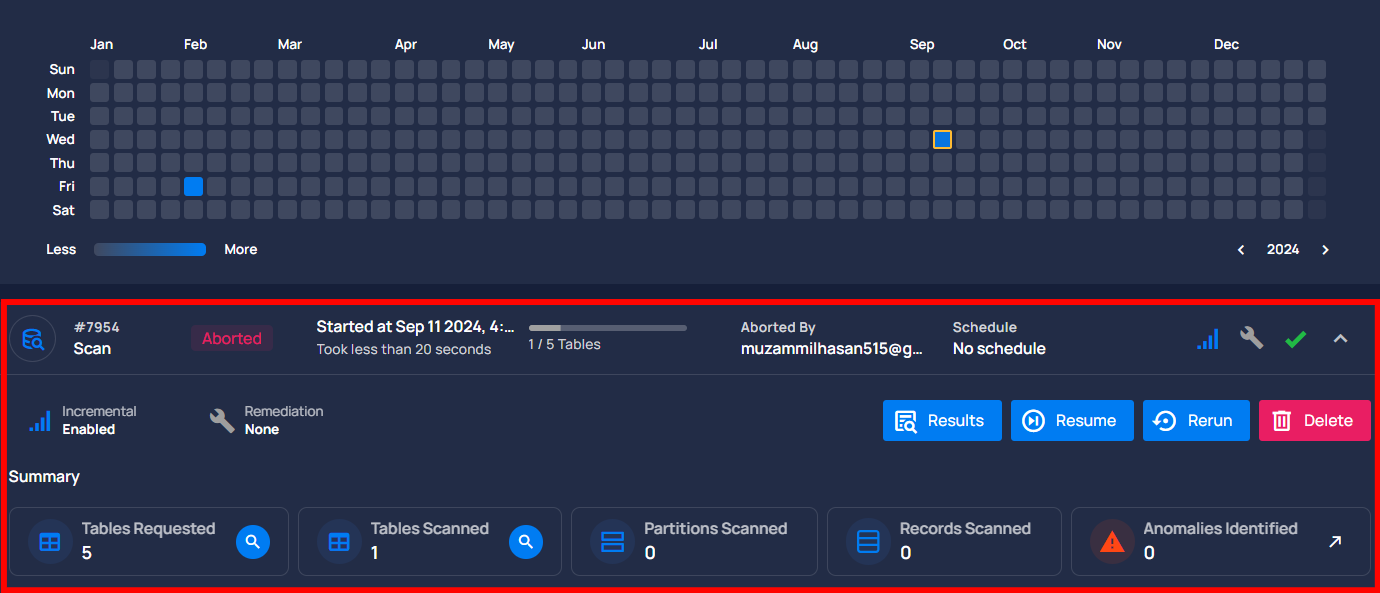 Jan Feb Mar Apr May Jun Jul Aug Sep Oct Nov Dec
Sun
Mon
Tue
Wed
Thu
Fri
Sat
Less More 2024
#7954
Scan
Aborted
Started at Sep 11 2024, 4:...
Took less than 20 seconds
1 / 5 Tables
Aborted By
muzammilhasan515@g...
Schedule
No schedule
Incremental
Enabled
Remediation
None
Results Resume Rerun Delete
Summary
Tables Requested
5
Tables Scanned
1
Partitions Scanned
0
Records Scanned
0
Anomalies Identified
0